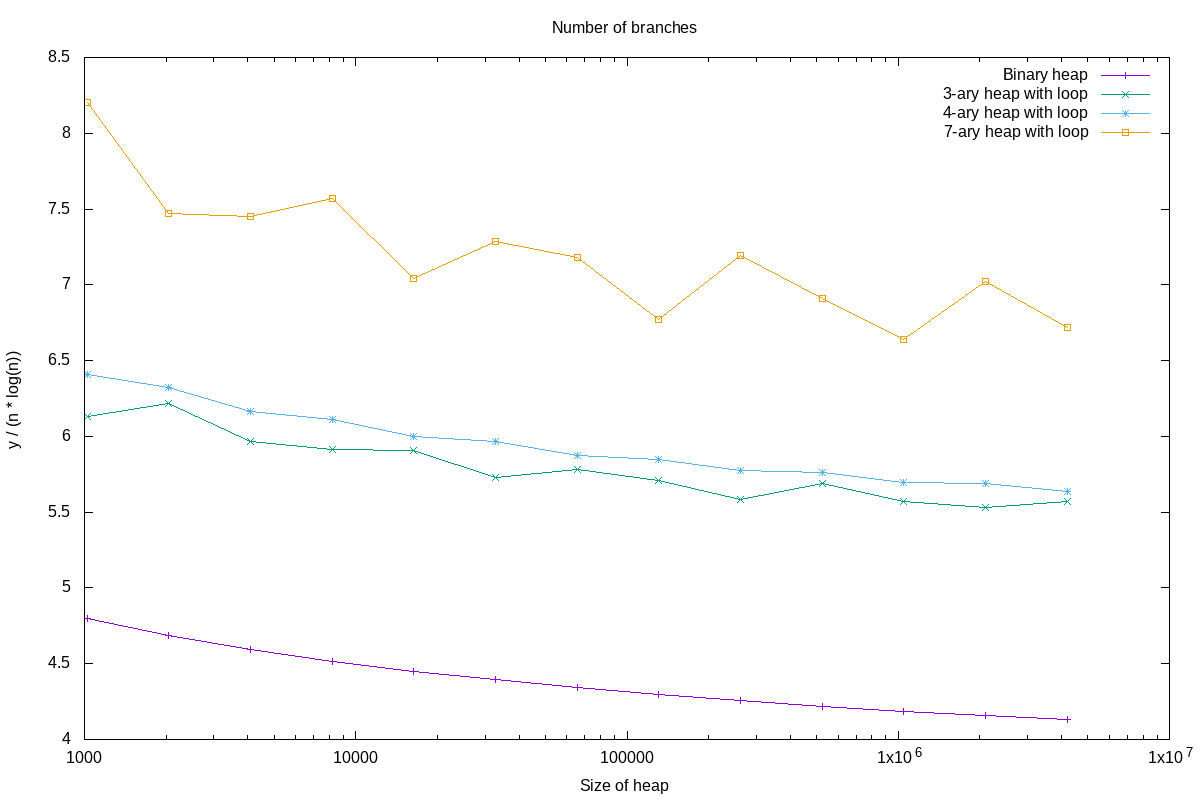 Number of branches
Binary heap
3-ary heap with loop
4-ary heap with loop
7-ary heap with loop
8.5
8
7.5
7
6.5
6
5.5
5
4.5
4
y / (n * log(n))
1000
10000
100000
1x10^6
1x10^7
Size of heap